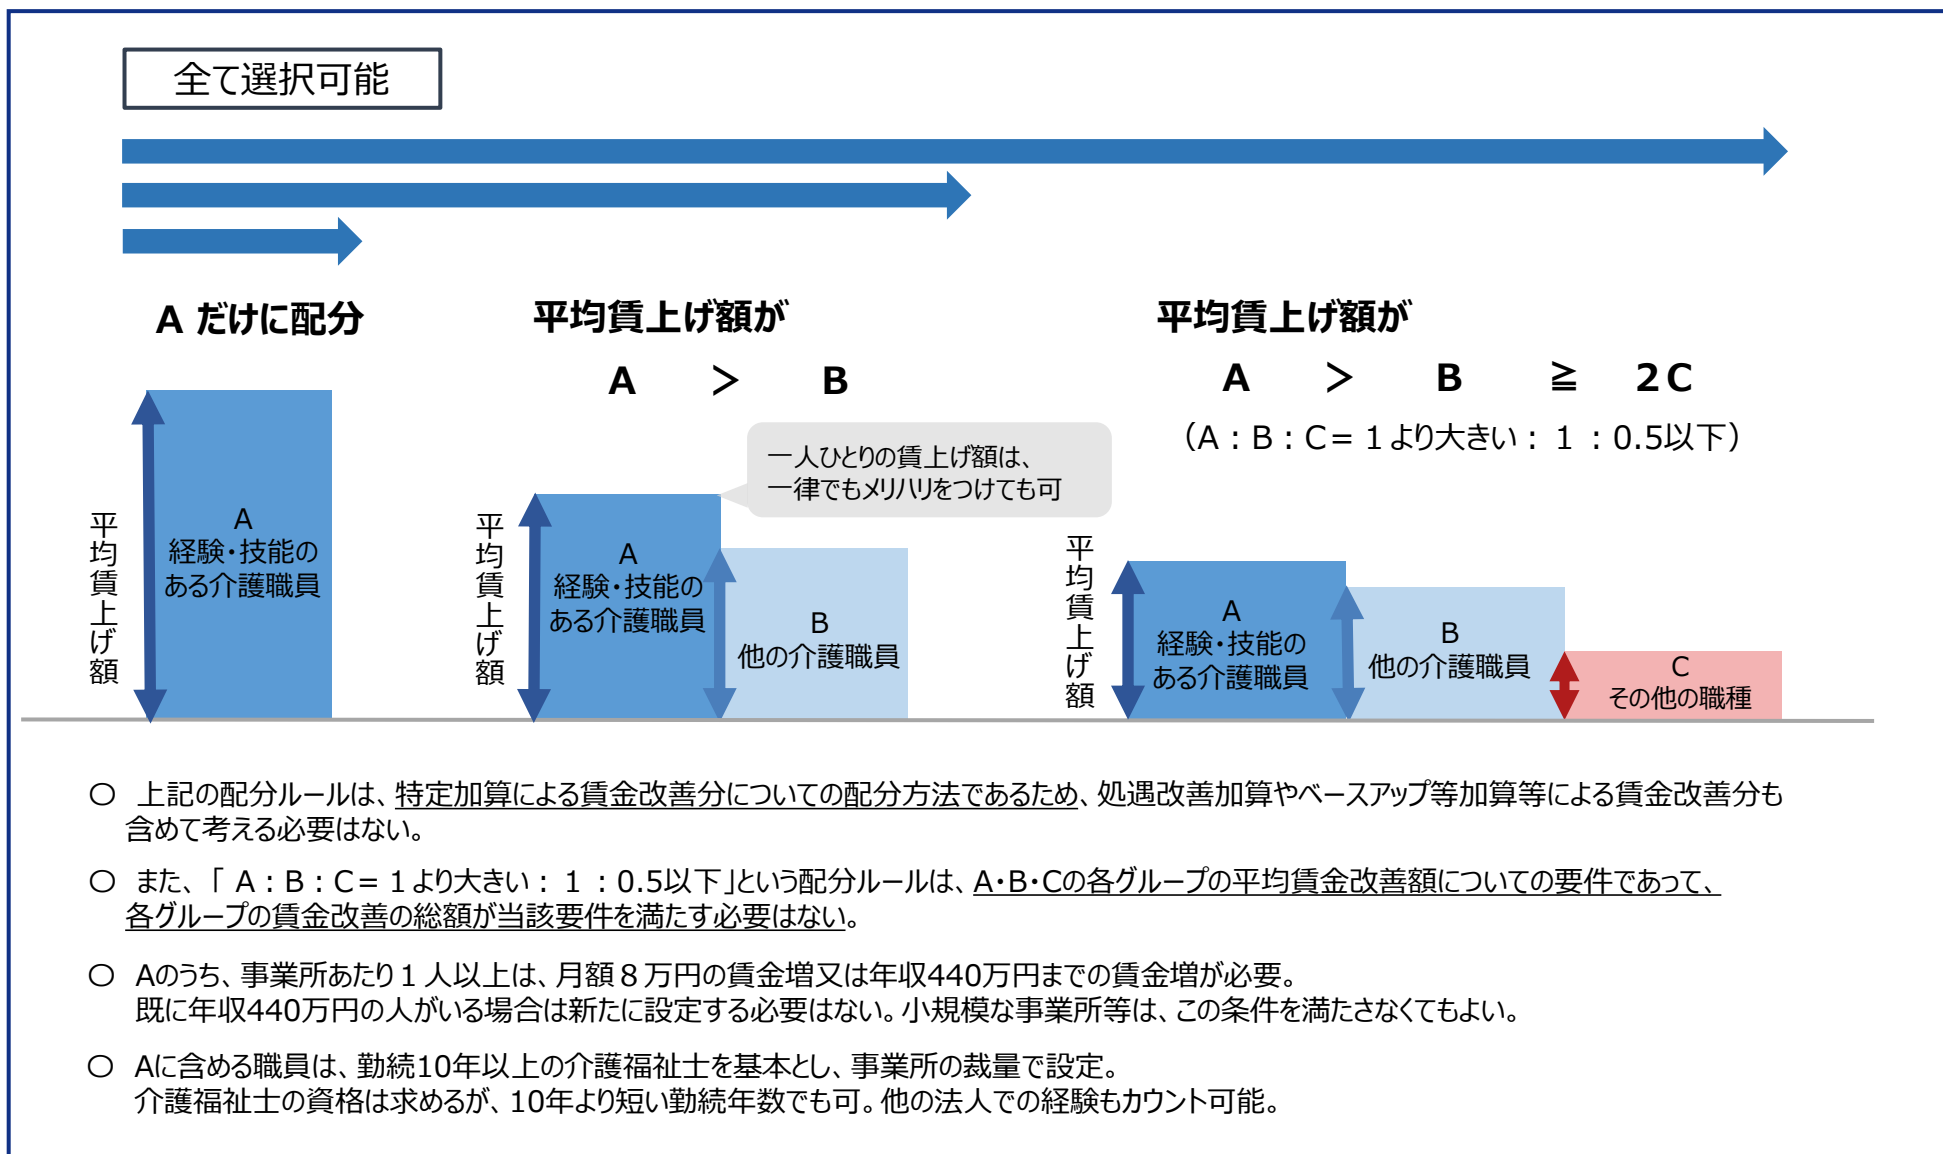 全て選択可能
A だけに配分
平均賃上げ額が
A ＞ B
平均賃上げ額が
A ＞ B ≧ 2C
（A：B：C=１より大きい：１：0.5以下）
一人ひとりの賃上げ額は、
一律でもメリハリをつけても可
平均賃上げ額
A
経験・技能の
ある介護職員
平均賃上げ額
A
経験・技能の
ある介護職員
B
他の介護職員
平均賃上げ額
A
経験・技能の
ある介護職員
B
他の介護職員
C
その他の職種
○ 上記の配分ルールは、特定加算による賃金改善分についての配分方法であるため、処遇改善加算やベースアップ等加算等による賃金改善分も
含めて考える必要はない。
○ また、「A：B：C=１より大きい：１：0.5以下」という配分ルールは、A・B・Cの各グループの平均賃金改善額についての要件であって、
各グループの賃金改善の総額が当該要件を満たす必要はない。
○ Aのうち、事業所あたり１人以上は、月額８万円の賃金増又は年収440万円までの賃金増が必要。
既に年収440万円の人がいる場合は新たに設定する必要はない。小規模な事業所等は、この条件を満たさなくてもよい。
○ Aに含める職員は、勤続10年以上の介護福祉士を基本とし、事業所の裁量で設定。
介護福祉士の資格は求めるが、10年より短い勤続年数でも可。他の法人での経験もカウント可能。